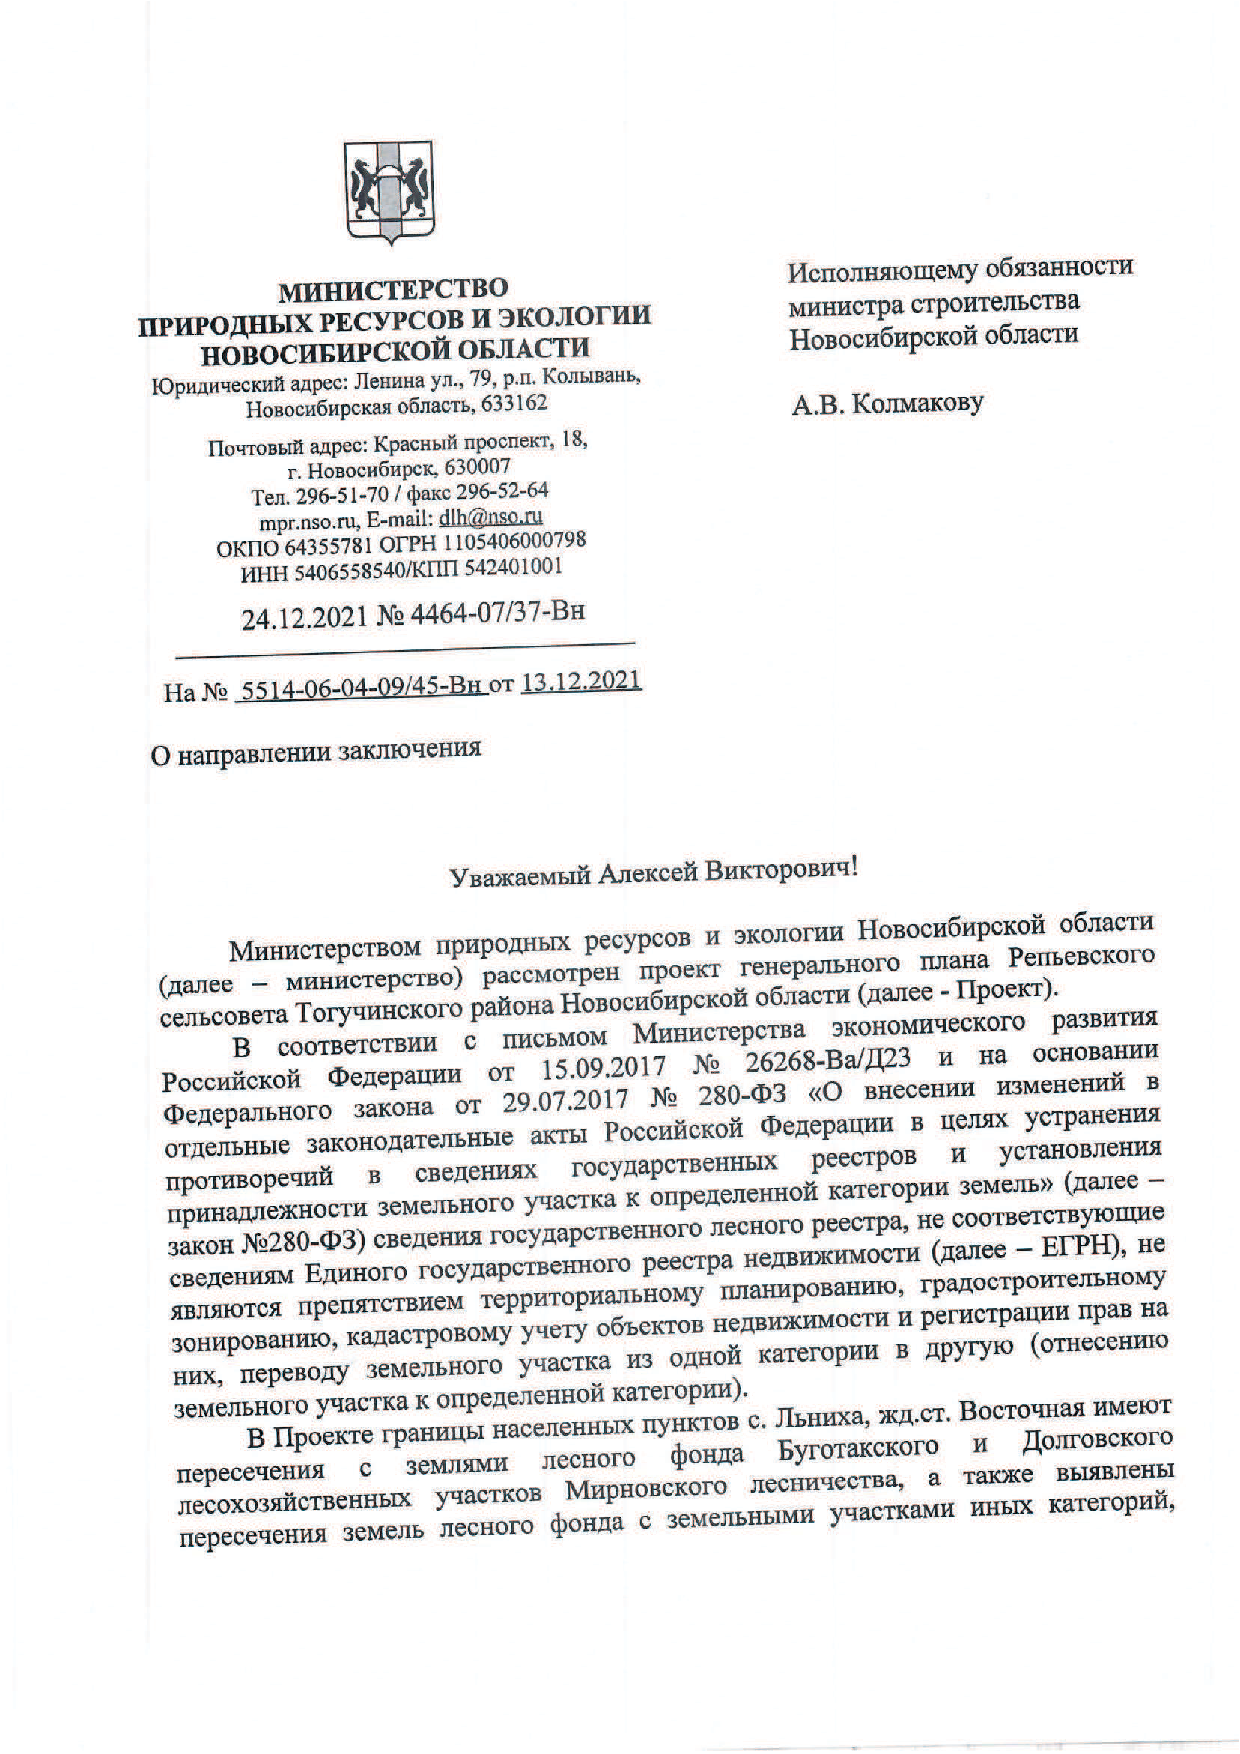 МИНИСТЕРСТВО
ПРИРОДНЫХ РЕСУРСОВ И ЭКОЛОГИИ
НОВОСИБИРСКОЙ ОБЛАСТИ
Юридический адрес: Ленина ул., 79, р.п. Колывань,
Новосибирская область, 633162
Почтовый адрес: Красный проспект, 18,
г. Новосибирск, 630007
Тел. 296-51-70 / факс 296-52-64
mpr.nso.ru, E-mail: dlh@nso.ru
ОКПО 64355781 ОГРН 1105406000798
ИНН 5406558540/КПП 542401001
24.12.2021 № 4464-07/37-Вн
На № 5514-06-04-09/45-Вн от 13.12.2021
О направлении заключения
Исполняющему обязанности
министра строительства
Новосибирской области
А.В. Колмакову
Уважаемый Алексей Викторович!
Министерством природных ресурсов и экологии Новосибирской области
(далее – министерство) рассмотрен проект генерального плана Репьевского
сельсовета Тогучинского района Новосибирской области (далее - Проект).
В соответствии с письмом Министерства экономического развития
Российской Федерации от 15.09.2017 № 26268-Ва/Д23 и на основании
Федерального закона от 29.07.2017 № 280-ФЗ «О внесении изменений в
отдельные законодательные акты Российской Федерации в целях устранения
противоречий в сведениях государственных реестров и установления
принадлежности земельного участка к определенной категории земель» (далее –
закон №280-ФЗ) сведения государственного лесного реестра, не соответствующие
сведениям Единого государственного реестра недвижимости (далее – ЕГРН), не
являются препятствием территориальному планированию, градостроительному
зонированию, кадастровому учету объектов недвижимости и регистрации прав на
них, переводу земельного участка из одной категории в другую (отнесению
земельного участка к определенной категории).
В Проекте границы населенных пунктов с. Льниха, жд.ст. Восточная имеют
пересечения с землями лесного фонда Буготакского и Долговского
лесохозяйственных участков Мирновского лесничества, а также выявлены
пересечения земель лесного фонда с земельными участками иных категорий,